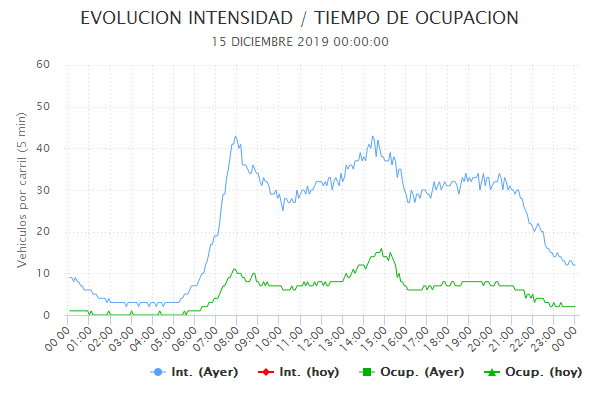 EVOLUCION INTENSIDAD / TIEMPO DE OCUPACION
15 DICIEMBRE 2019 00:00:00
Vehiculos por carril (5 min)
60
50
40
30
20
10
0
00:00 01:00 02:00 03:00 04:00 05:00 06:00 07:00 08:00 09:00 10:00 11:00 12:00 13:00 14:00 15:00 16:00 17:00 18:00 19:00 20:00 21:00 22:00 23:00 00:00
Int. (Ayer) Int. (hoy) Ocup. (Ayer) Ocup. (hoy)